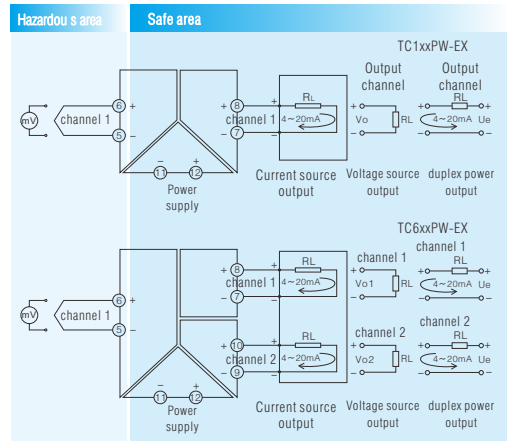 Hazardou s area
Safe area
TC1xxPW-EX
Output channel
Output channel
mV
channel 1
6 +
5 −
+ 8
channel 1
− 7
− 11
+ 12
Power supply
+
RL
4~20mA
−
+
Vo
RL
−
+
RL
+
4~20mA
Ue
−
−
Current source output
Voltage source output
duplex power output
TC6xxPW-EX
mV
channel 1
6 +
5 −
+ 8
channel 1
− 7
+ 10
channel 2
− 9
− 11
+ 12
Power supply
+
RL
4~20mA
−
+
RL
4~20mA
−
channel 1
+
Vo1
RL
−
channel 1
+
RL
+
4~20mA
Ue
−
−
channel 2
+
Vo2
RL
−
channel 2
+
RL
+
4~20mA
Ue
−
−
Current source output
Voltage source output
duplex power output